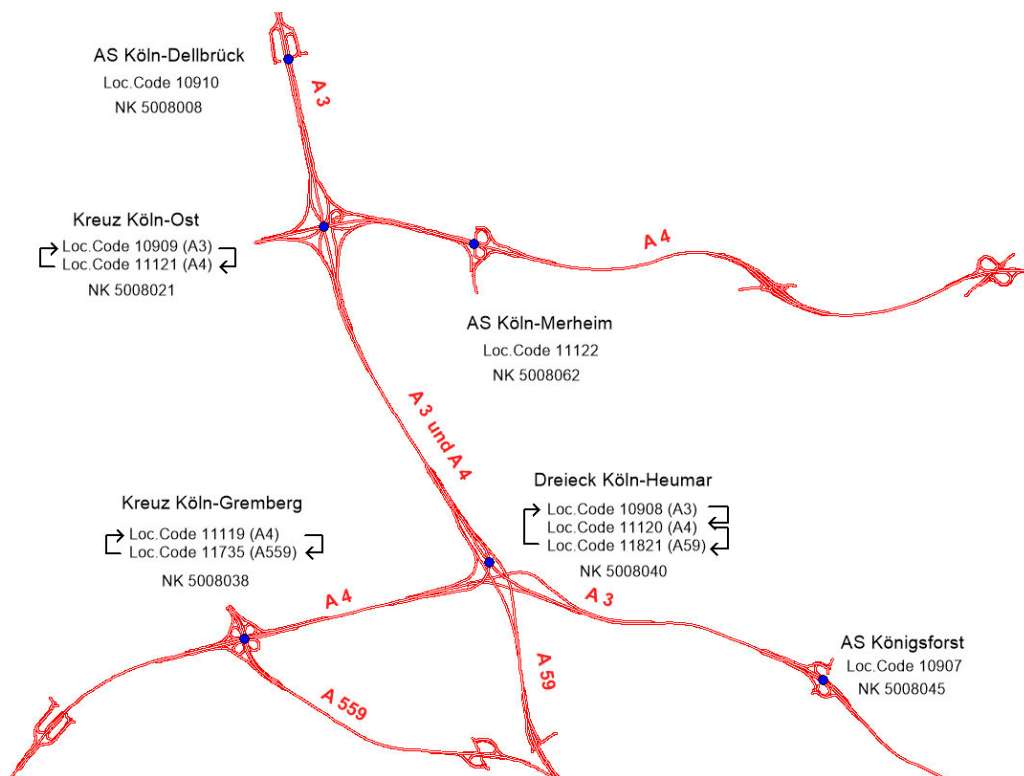 AS Köln-Dellbrück
Loc.Code 10910
NK 5008008
A 3
Kreuz Köln-Ost
Loc.Code 10909 (A3)
Loc.Code 11121 (A4)
NK 5008021
A 4
AS Köln-Merheim
Loc.Code 11122
NK 5008062
A 3 und A 4
Dreieck Köln-Heumar
Loc.Code 10908 (A3)
Loc.Code 11120 (A4)
Loc.Code 11821 (A59)
NK 5008040
Kreuz Köln-Gremberg
Loc.Code 11119 (A4)
Loc.Code 11735 (A559)
NK 5008038
A 4
A 3
AS Königsforst
Loc.Code 10907
NK 5008045
A 59
A 559